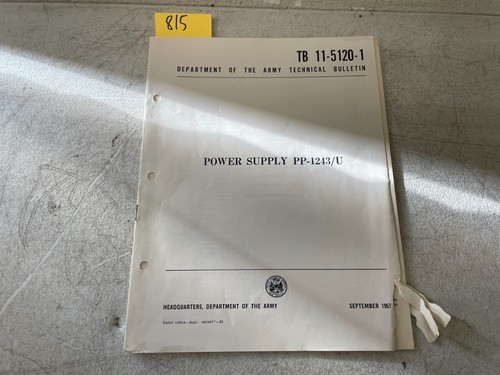 815
TB 11-5120-1
DEPARTMENT OF THE ARMY TECHNICAL BULLETIN
POWER SUPPLY PP-1243/U
HEADQUARTERS, DEPARTMENT OF THE ARMY
SEPTEMBER 1957